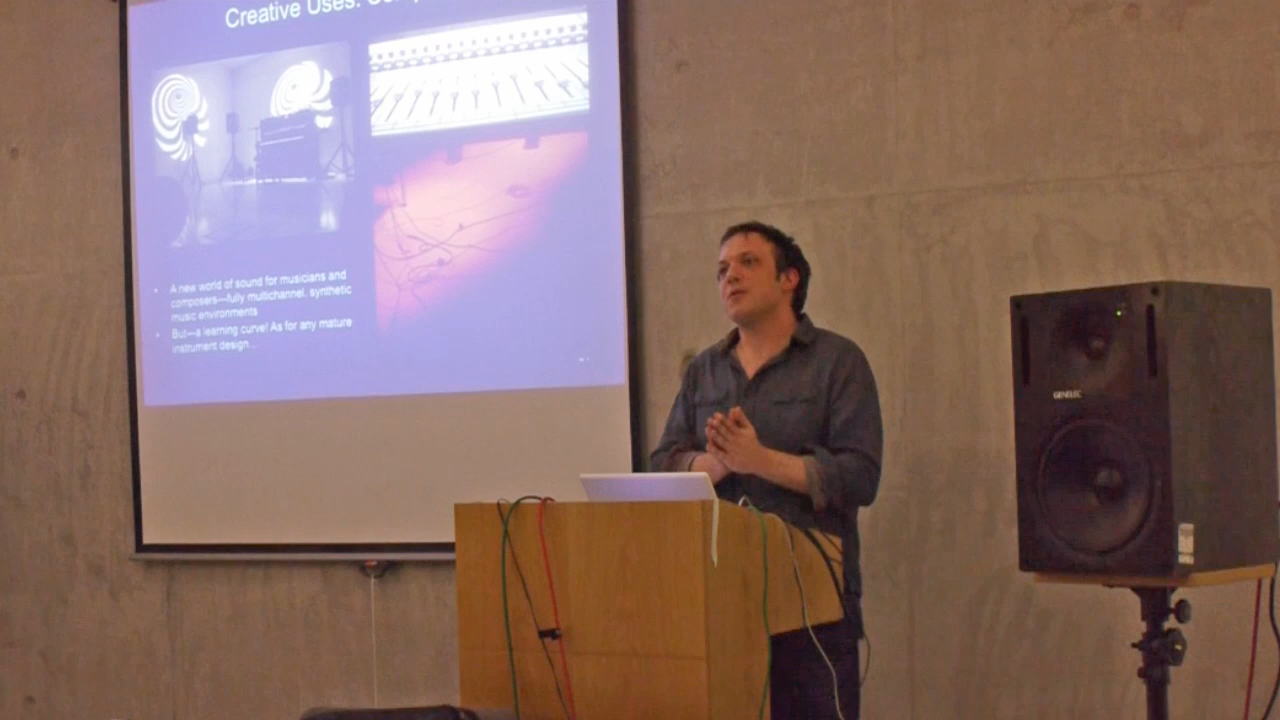 Creative Uses:
A new world of sound for musicians and
composers—fully multichannel, synthetic
music environments
But—a learning curve! As for any mature
instrument design...
GENELEC